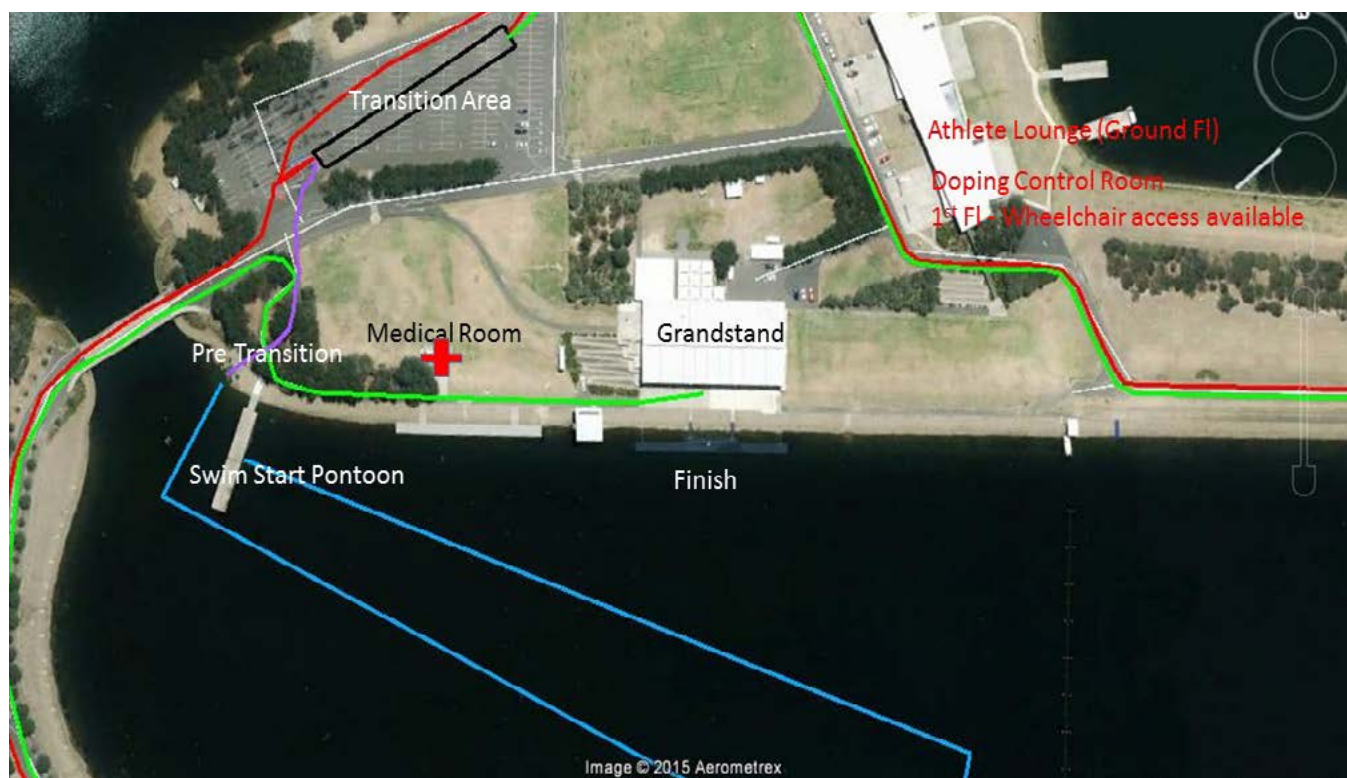 Transition Area
Athlete Lounge (Ground Fl)
Doping Control Room
1st Fl - Wheelchair access available
Medical Room
Grandstand
Pre Transition
Swim Start Pontoon
Finish
Image © 2015 Aerometrex